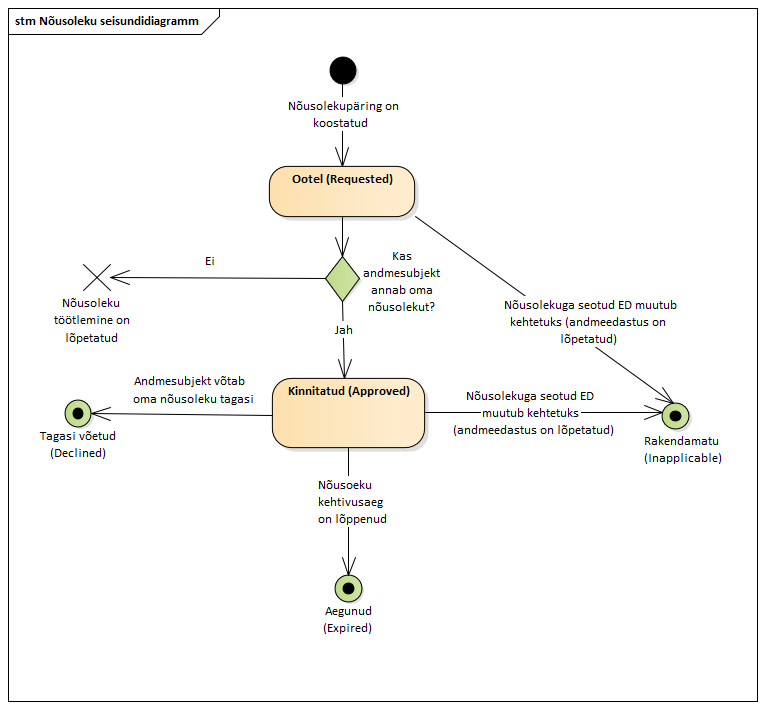 stm Nõusoleku seisundidiagramm
Nõusolekupäring on
koostatud
Ootel (Requested)
Kas
andmesubjekt
annab oma
nõusolekut?
Ei
Nõusoleku
töötlemine on
lõpetatud
Jah
Nõusolekuga seotud ED muutub
kehtetuks (andmeedastus on
lõpetatud)
Andmesubjekt võtab
oma nõusoleku tagasi
Kinnitatud (Approved)
Nõusolekuga seotud ED
muutub kehtetuks
(andmeedastus on lõpetatud)
Tagasi võetud
(Declined)
Rakendamatu
(Inapplicable)
Nõusoeku
kehtivusaeg
on lõppenud
Aegunud
(Expired)